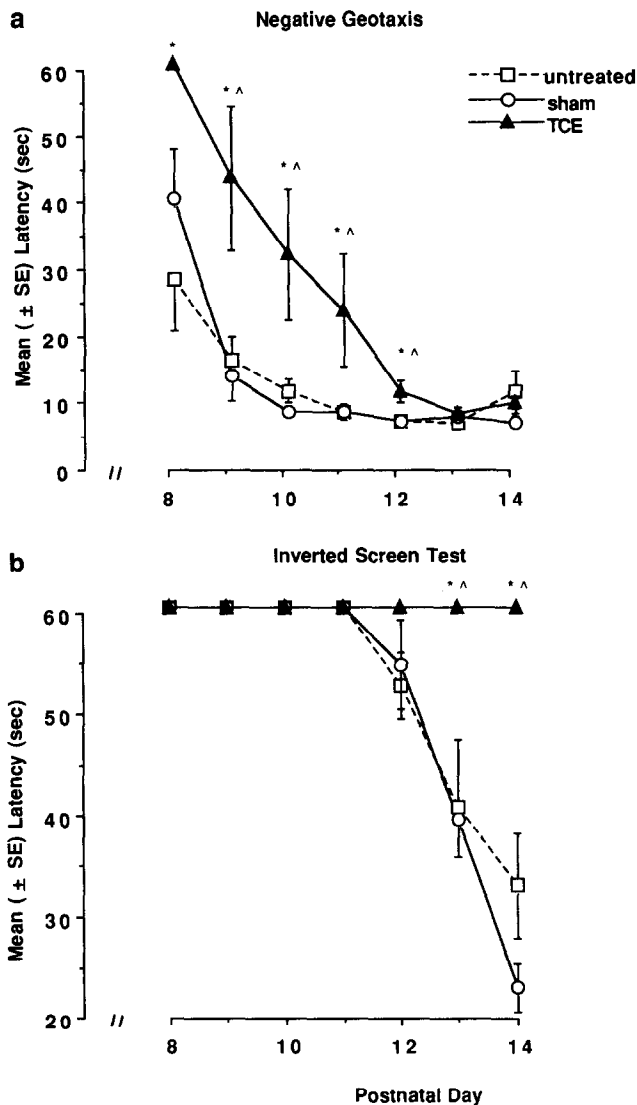 a
Negative Geotaxis
untreated
sham
TCE
Mean ( ± SE) Latency (sec)
60
50
40
30
20
10
0
*
* ^
* ^
* ^
* ^
//
8 10 12 14
b
Inverted Screen Test
* ^ * ^
Mean ( ± SE) Latency (sec)
60
50
40
30
20
//
8 10 12 14
Postnatal Day